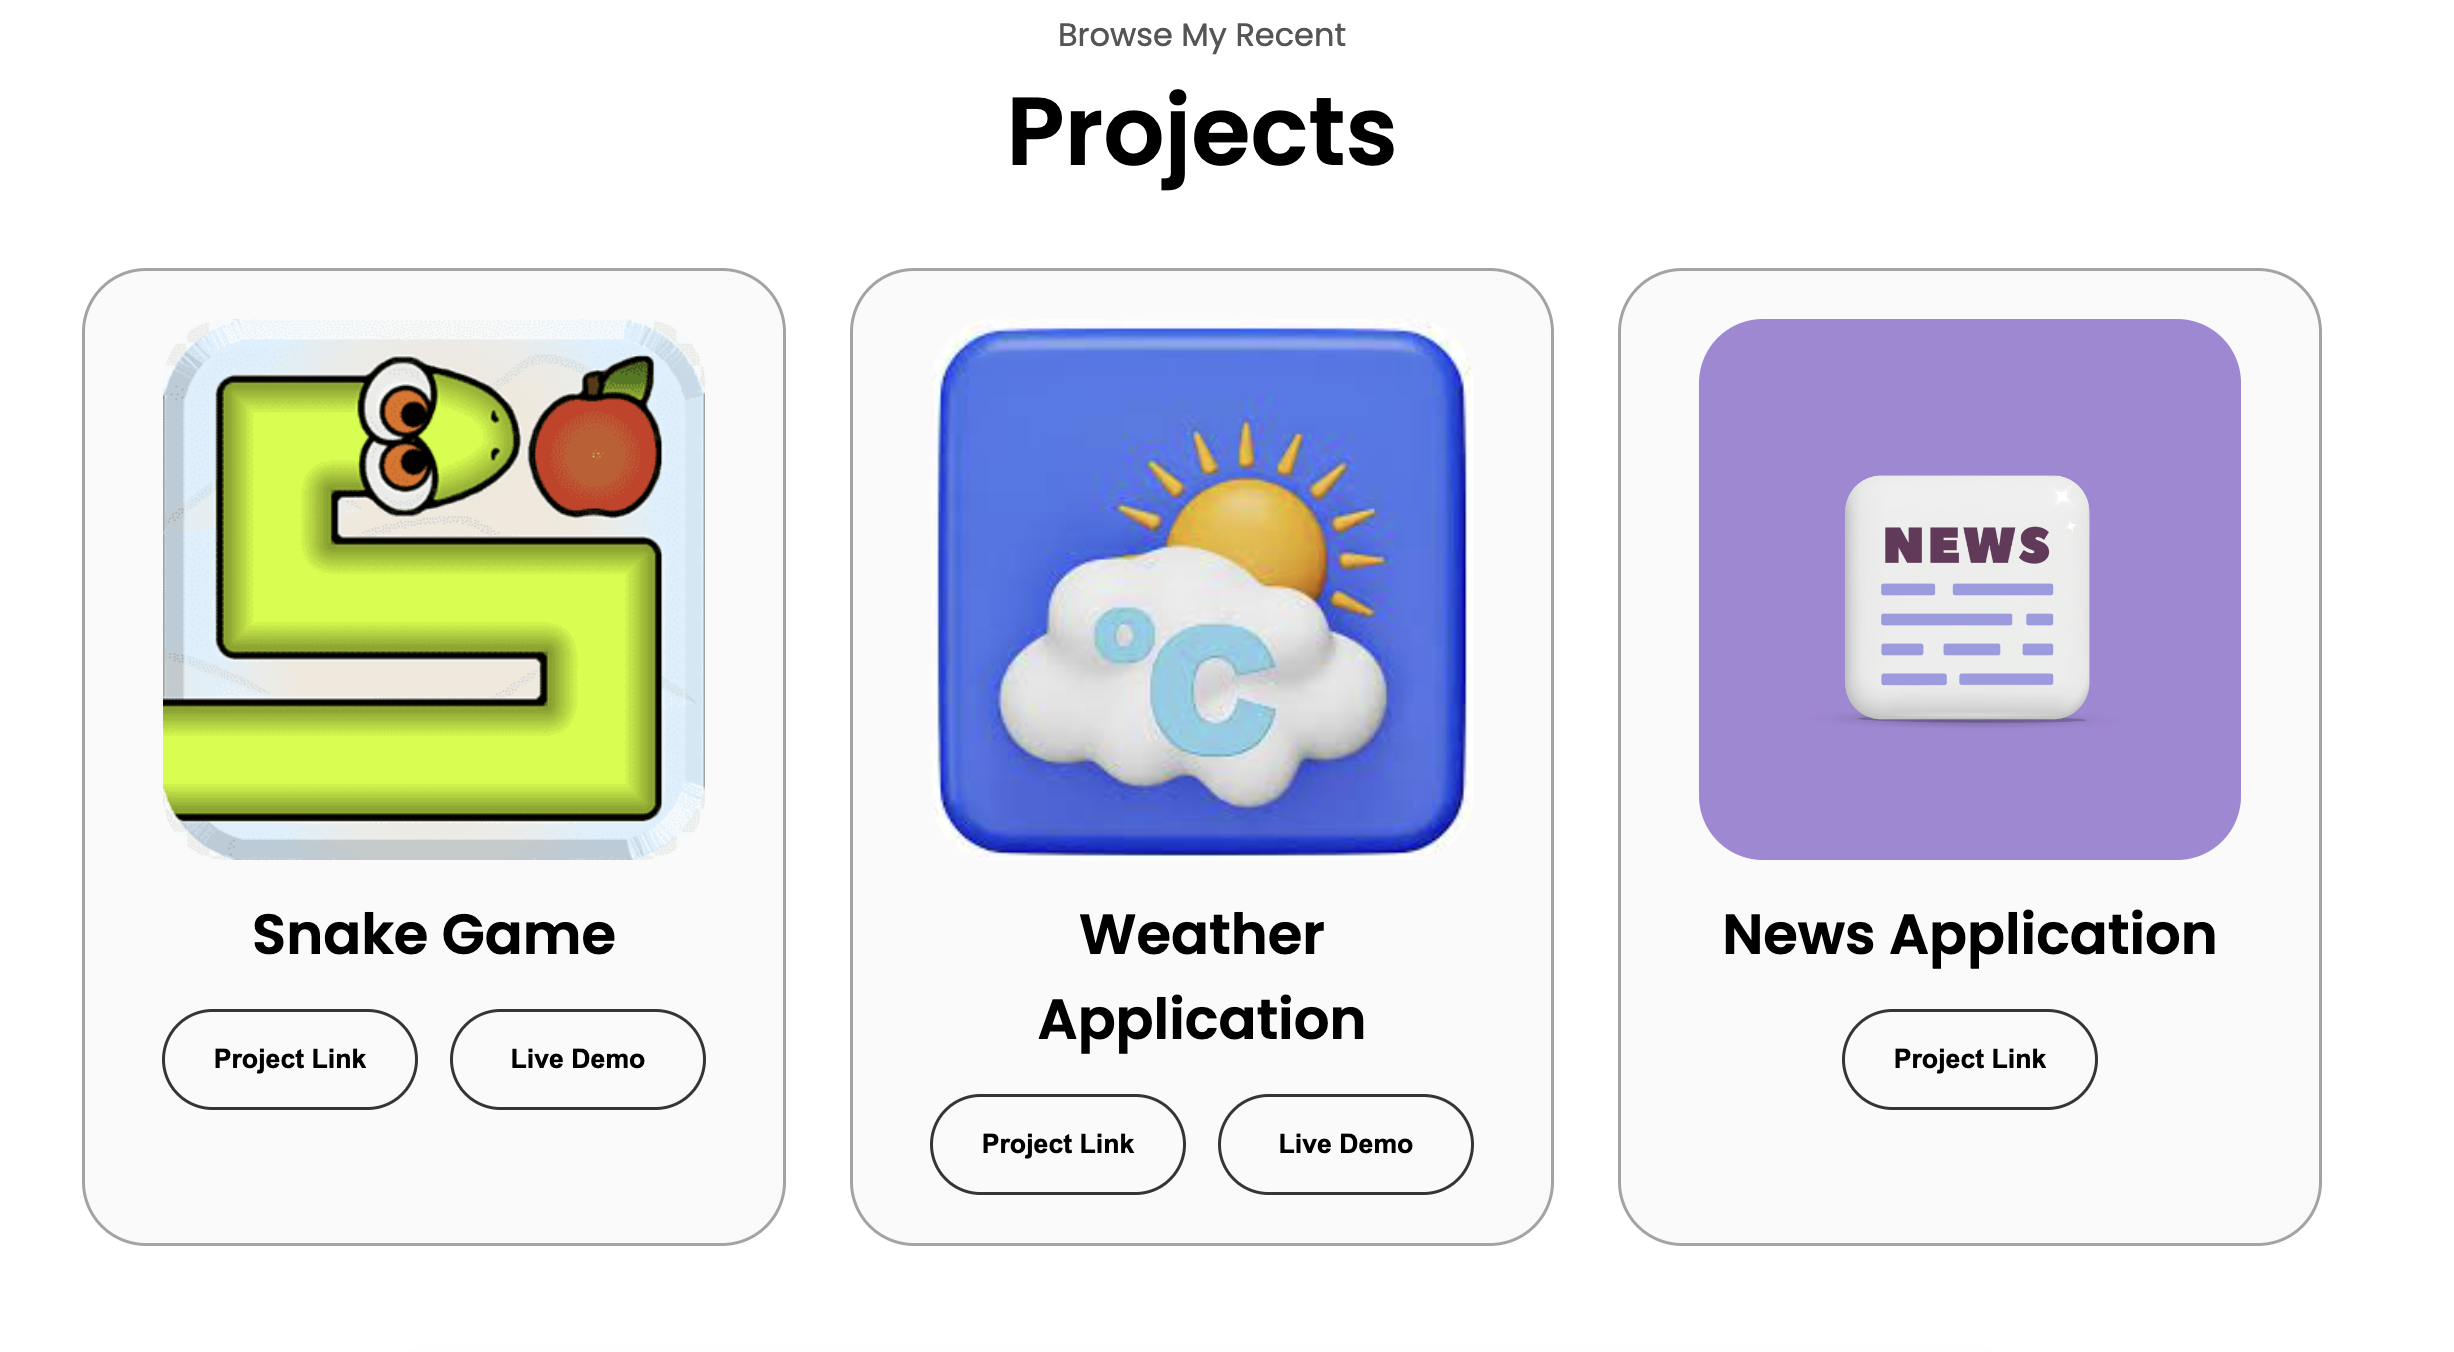 Browse My Recent
Projects
°C
NEWS
Snake Game
Weather
Application
News Application
Project Link
Live Demo
Project Link
Live Demo
Project Link